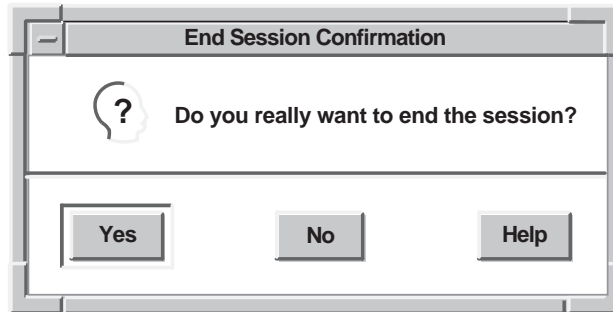 End Session Confirmation
?
Do you really want to end the session?
Yes No Help